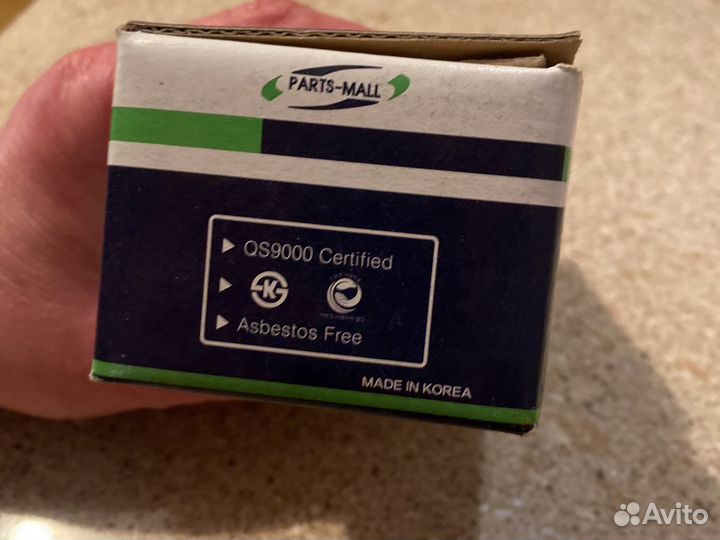 PARTS-MALL
QS9000 Certified
Asbestos Free
MADE IN KOREA
Avito